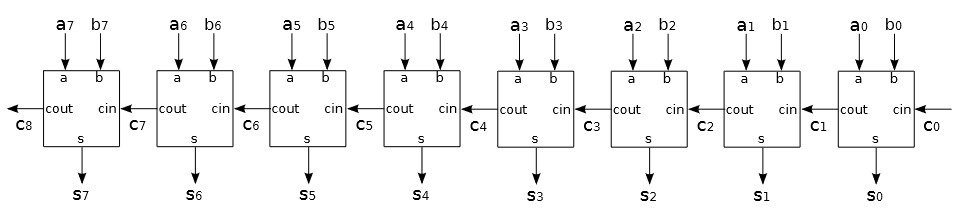 a7 b7 a6 b6 a5 b5 a4 b4 a3 b3 a2 b2 a1 b1 a0 b0
a b a b a b a b a b a b a b a b
cout cin cout cin cout cin cout cin cout cin cout cin cout cin cout cin
c8 c7 c6 c5 c4 c3 c2 c1 c0
s s s s s s s s
s7 s6 s5 s4 s3 s2 s1 s0